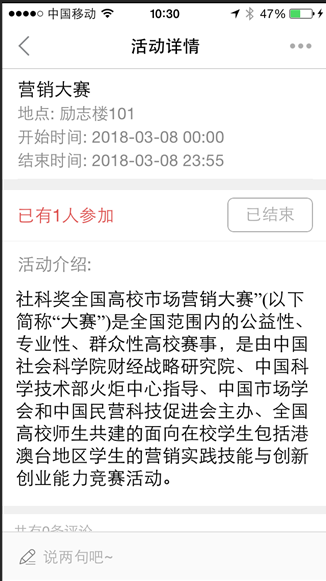 中国移动 10:30 47%
活动详情
营销大赛
地点: 励志楼101
开始时间: 2018-03-08 00:00
结束时间: 2018-03-08 23:55
已有1人参加 已结束
活动介绍:
社科奖全国高校市场营销大赛”(以下
简称“大赛”)是全国范围内的公益性、
专业性、群众性高校赛事，是由中国
社会科学院财经战略研究院、中国科
学技术部火炬中心指导、中国市场学
会和中国民营科技促进会主办、全国
高校师生共建的面向在校学生包括港
澳台地区学生的营销实践技能与创新
创业能力竞赛活动。
共有0条评论
说两句吧~